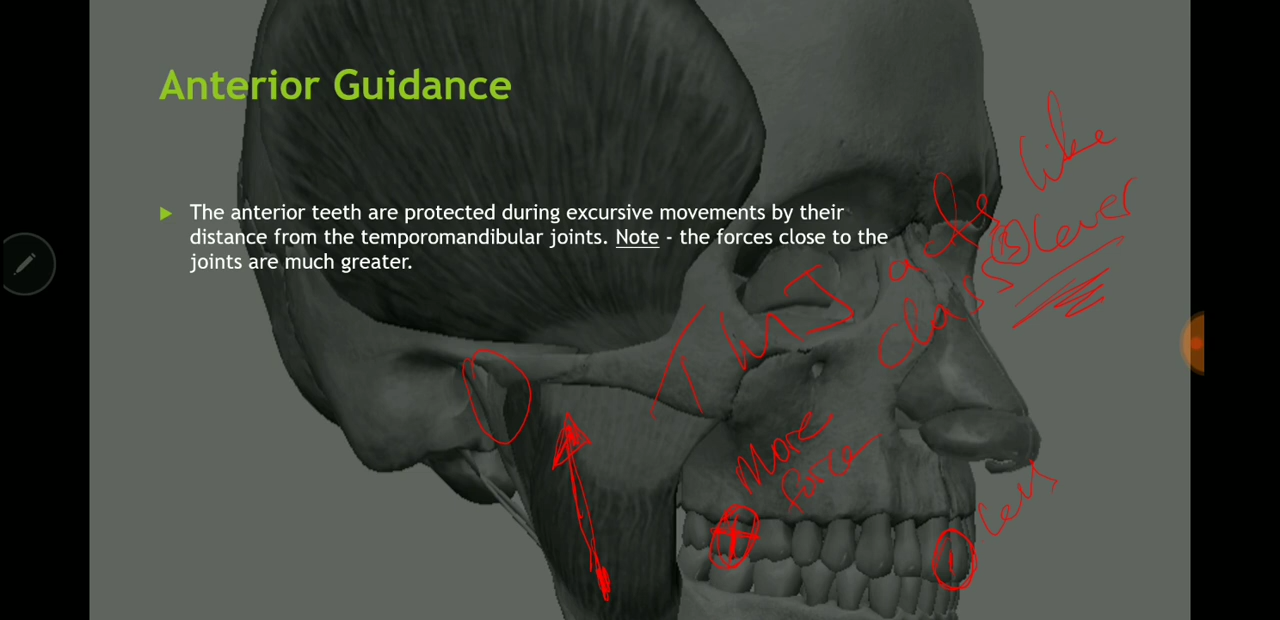 Anterior Guidance
The anterior teeth are protected during excursive movements by their
distance from the temporomandibular joints. Note - the forces close to the
joints are much greater.
TMJ acts like
Class ③ Lever
More
force
Less